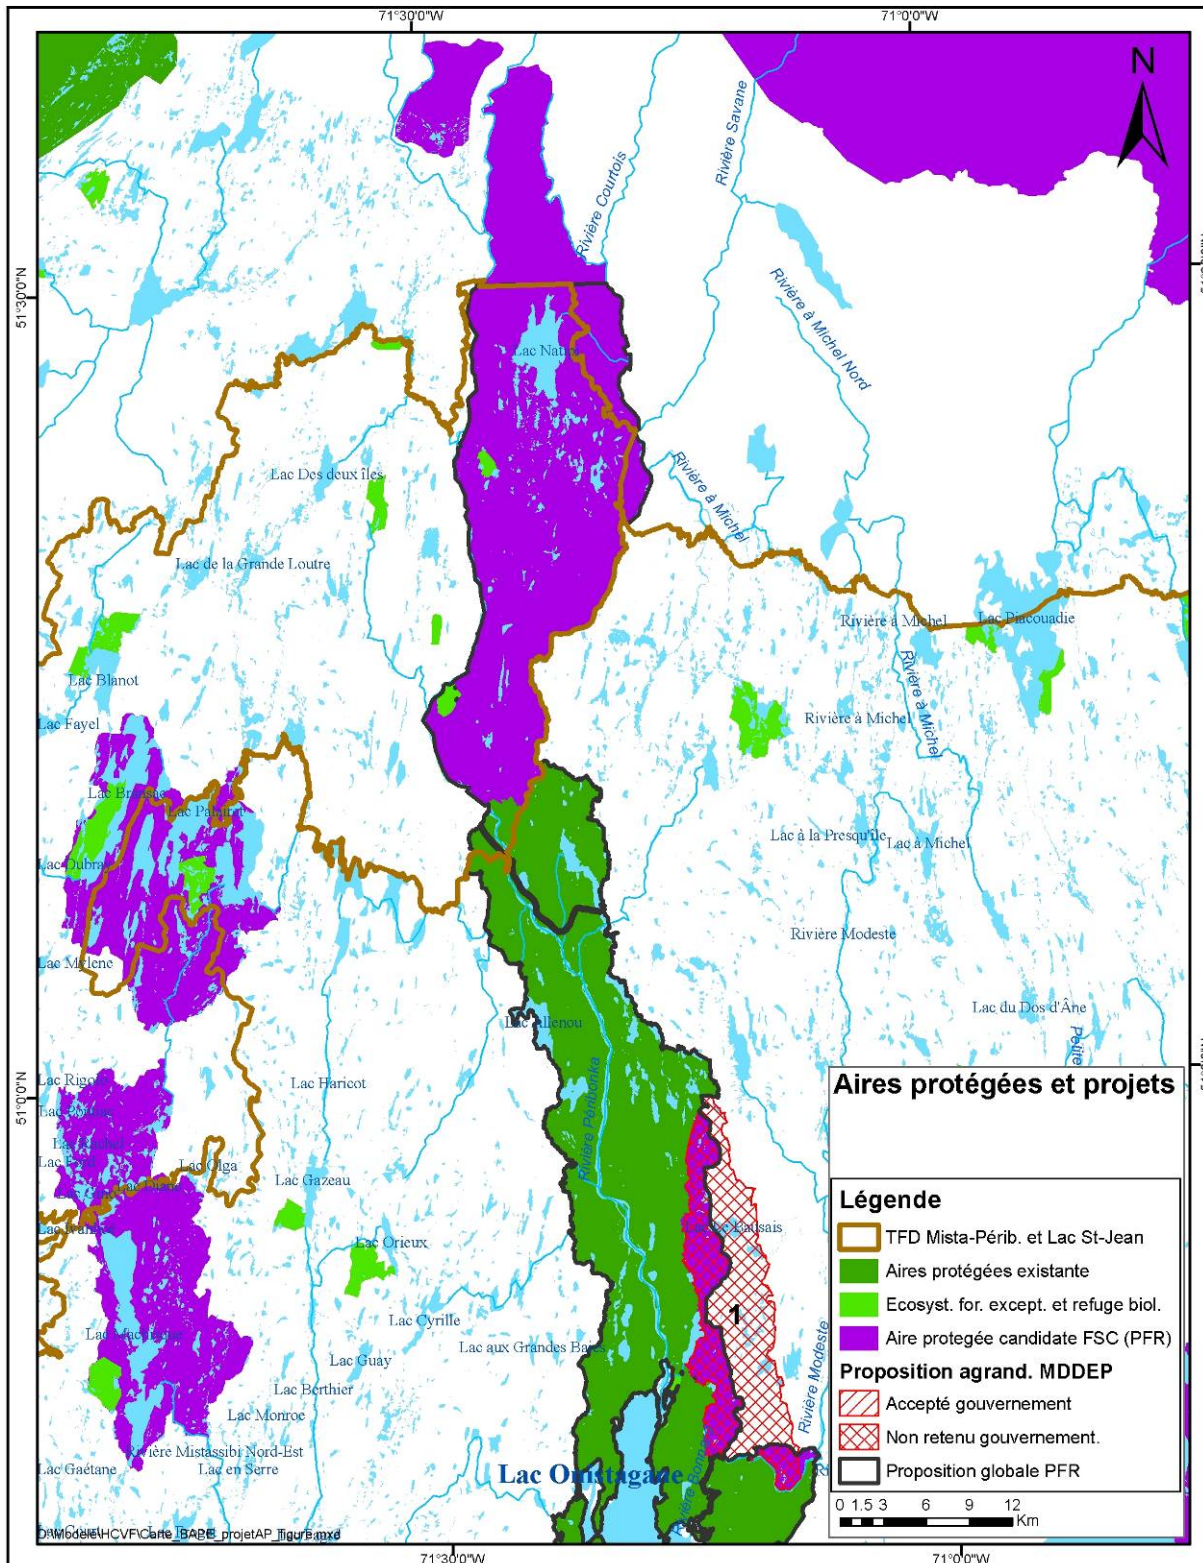 71°30'0"W
71°0'0"W
N
Rivière Savane
Rivière Courtois
51°30'0"N
Rivière à Michel Nord
Rivière à Michel
Lac Des deux îles
Lac de la Grande Loutre
Rivière à Michel
Lac Piacouadie
Rivière à Michel
Lac Blanot
Lac Fayel
Rivière à Michel
Lac à la Presqu'île
Lac à Michel
Rivière Modeste
Lac Mylène
Lac du Dos d'Âne
Lac Allenou
Petite
Rivière Péribonka
Lac Haricot
51°0'0"N
Lac Olga
Lac Gazeau
Lac Orieux
Lac Cyrille
Lac aux Grandes Baies
Lac Guay
Lac Berthier
Lac Monroe
Rivière Mistassibi Nord-Est
Lac Gaétane
Lac en Serre
Lac Omistagane
1
Rivière Modeste
Aires protégées et projets
Légende
TFD Mista-Périb. et Lac St-Jean
Aires protégées existante
Ecosyst. for. except. et refuge biol.
Aire protegée candidate FSC (PFR)
Proposition agrand. MDDEP
Accepté gouvernement
Non retenu gouvernement.
Proposition globale PFR
0 1.5 3 6 9 12
Km
71°30'0"W
71°0'0"W